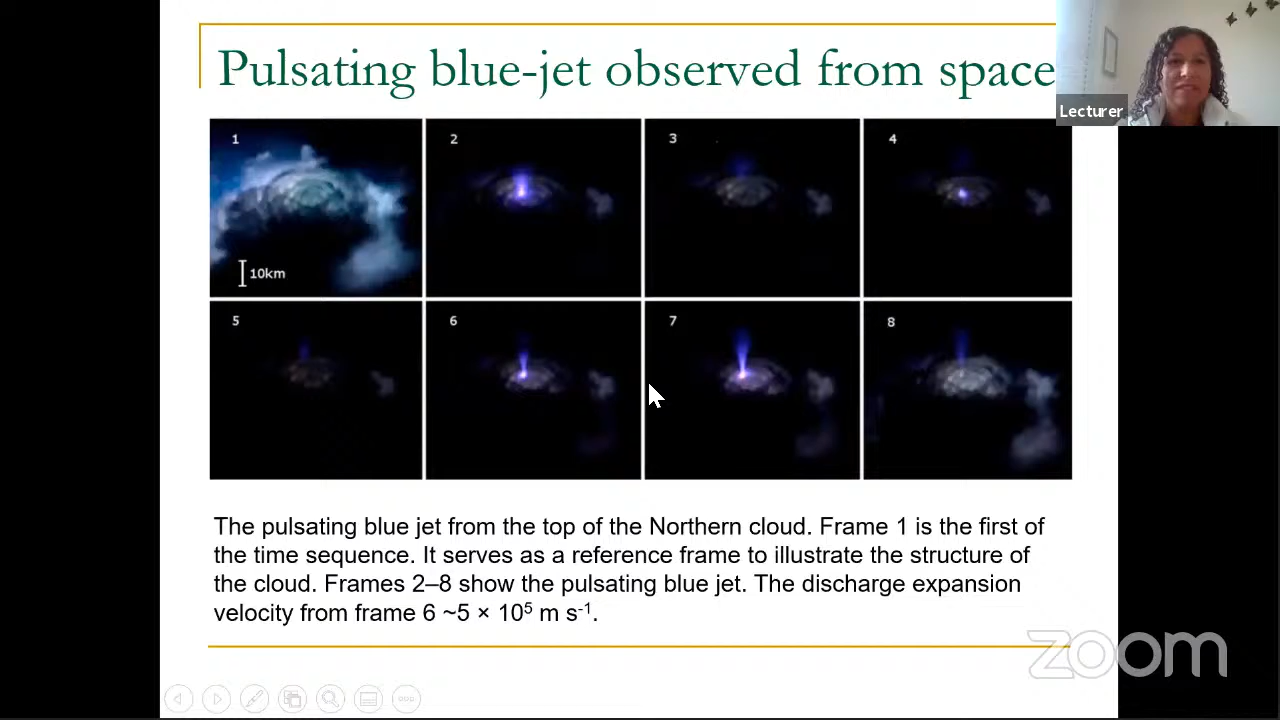 Pulsating blue-jet observed from space
Lecturer
1
2
3
4
10km
5
6
7
8
The pulsating blue jet from the top of the Northern cloud. Frame 1 is the first of
the time sequence. It serves as a reference frame to illustrate the structure of
the cloud. Frames 2–8 show the pulsating blue jet. The discharge expansion
velocity from frame 6 ~5 × 10⁵ m s⁻¹.
zoom